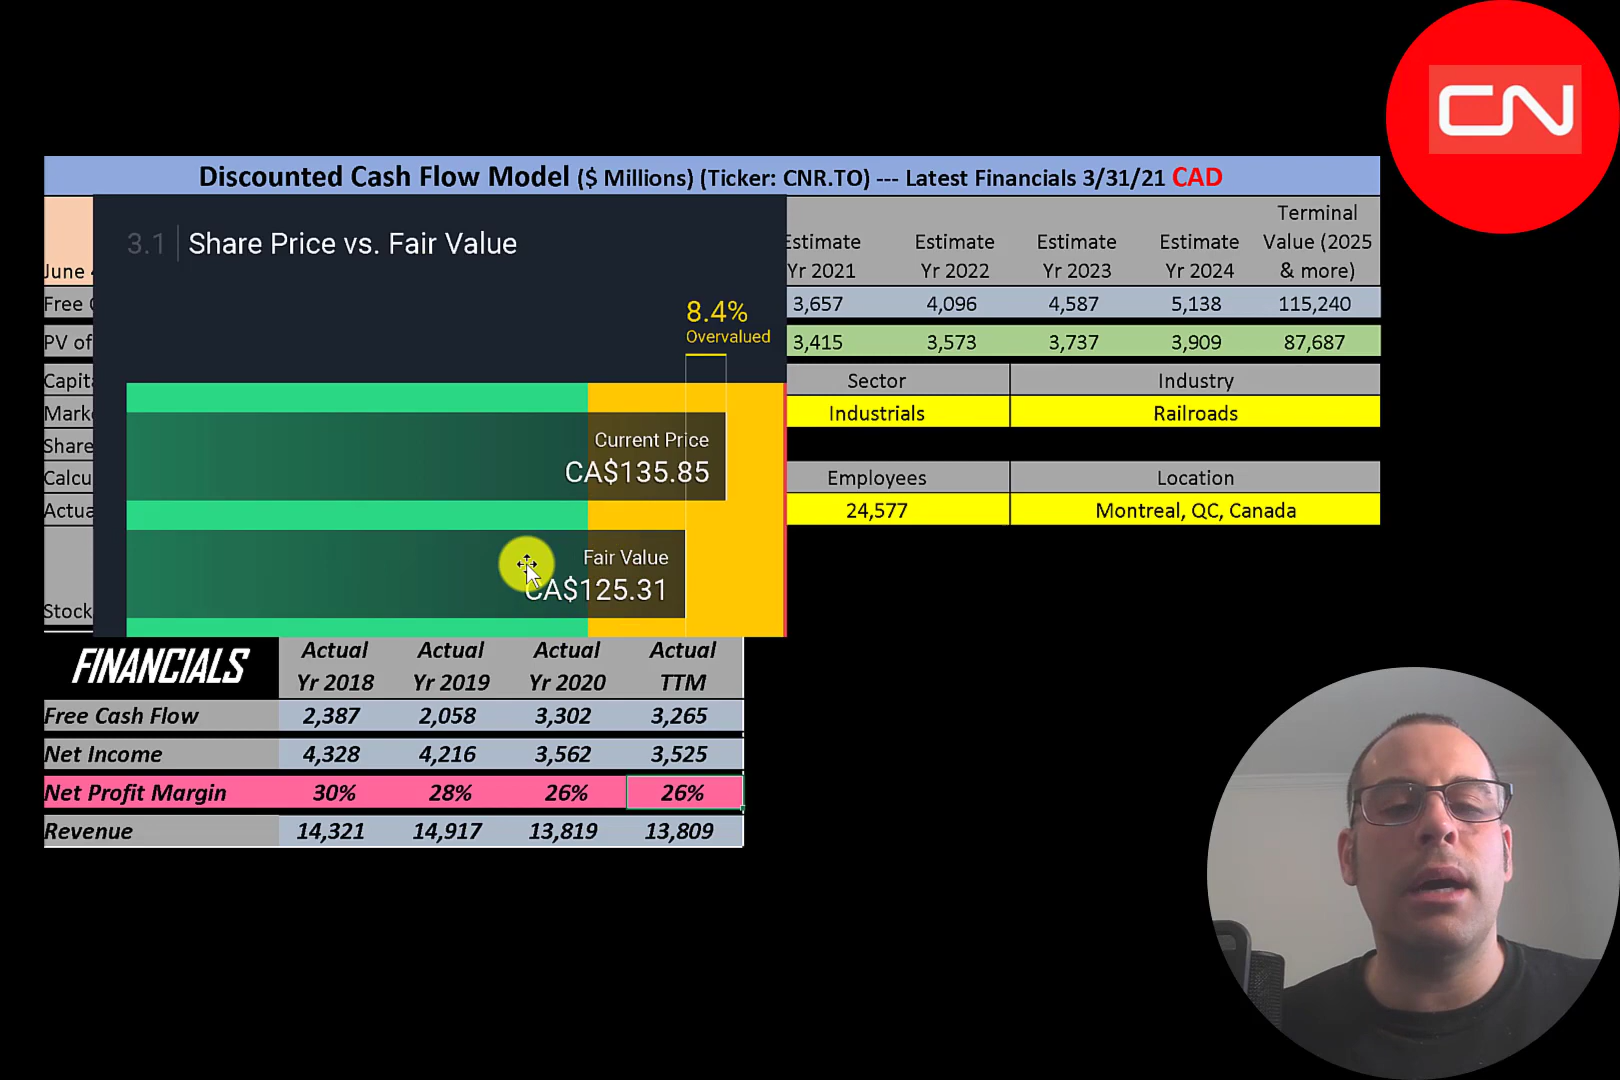 CN
Discounted Cash Flow Model ($ Millions) (Ticker: CNR.TO) --- Latest Financials 3/31/21 CAD
3.1 Share Price vs. Fair Value
8.4%
Overvalued
Current Price
CA$135.85
Fair Value
CA$125.31
June
Estimate Yr 2021 Estimate Yr 2022 Estimate Yr 2023 Estimate Yr 2024 Terminal Value (2025 & more)
Free 3,657 4,096 4,587 5,138 115,240
PV of 3,415 3,573 3,737 3,909 87,687
Sector Industry
Industrials Railroads
Share
Employees Location
24,577 Montreal, QC, Canada
Stock
FINANCIALS Actual Yr 2018 Actual Yr 2019 Actual Yr 2020 Actual TTM
Free Cash Flow 2,387 2,058 3,302 3,265
Net Income 4,328 4,216 3,562 3,525
Net Profit Margin 30% 28% 26% 26%
Revenue 14,321 14,917 13,819 13,809